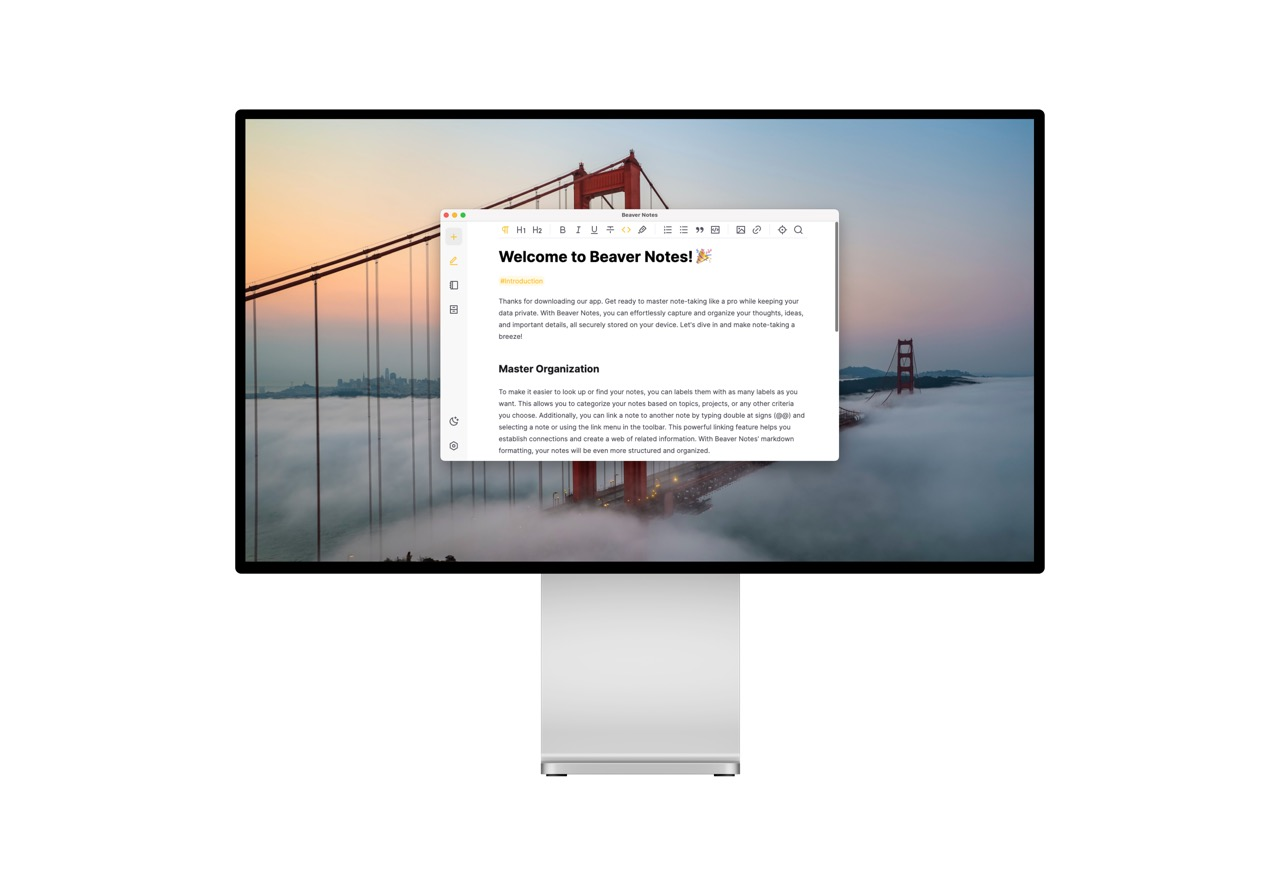 Beaver Notes
H1 H2 B I U T
Welcome to Beaver Notes! 🎉
#Introduction
Thanks for downloading our app. Get ready to master note-taking like a pro while keeping your
data private. With Beaver Notes, you can effortlessly capture and organize your thoughts, ideas,
and important details, all securely stored on your device. Let's dive in and make note-taking a
breeze!
Master Organization
To make it easier to look up or find your notes, you can labels them with as many labels as you
want. This allows you to categorize your notes based on topics, projects, or any other criteria
you choose. Additionally, you can link a note to another note by typing double at signs (@@) and
selecting a note or using the link menu in the toolbar. This powerful linking feature helps you
establish connections and create a web of related information. With Beaver Notes' markdown
formatting, your notes will be even more structured and organized.